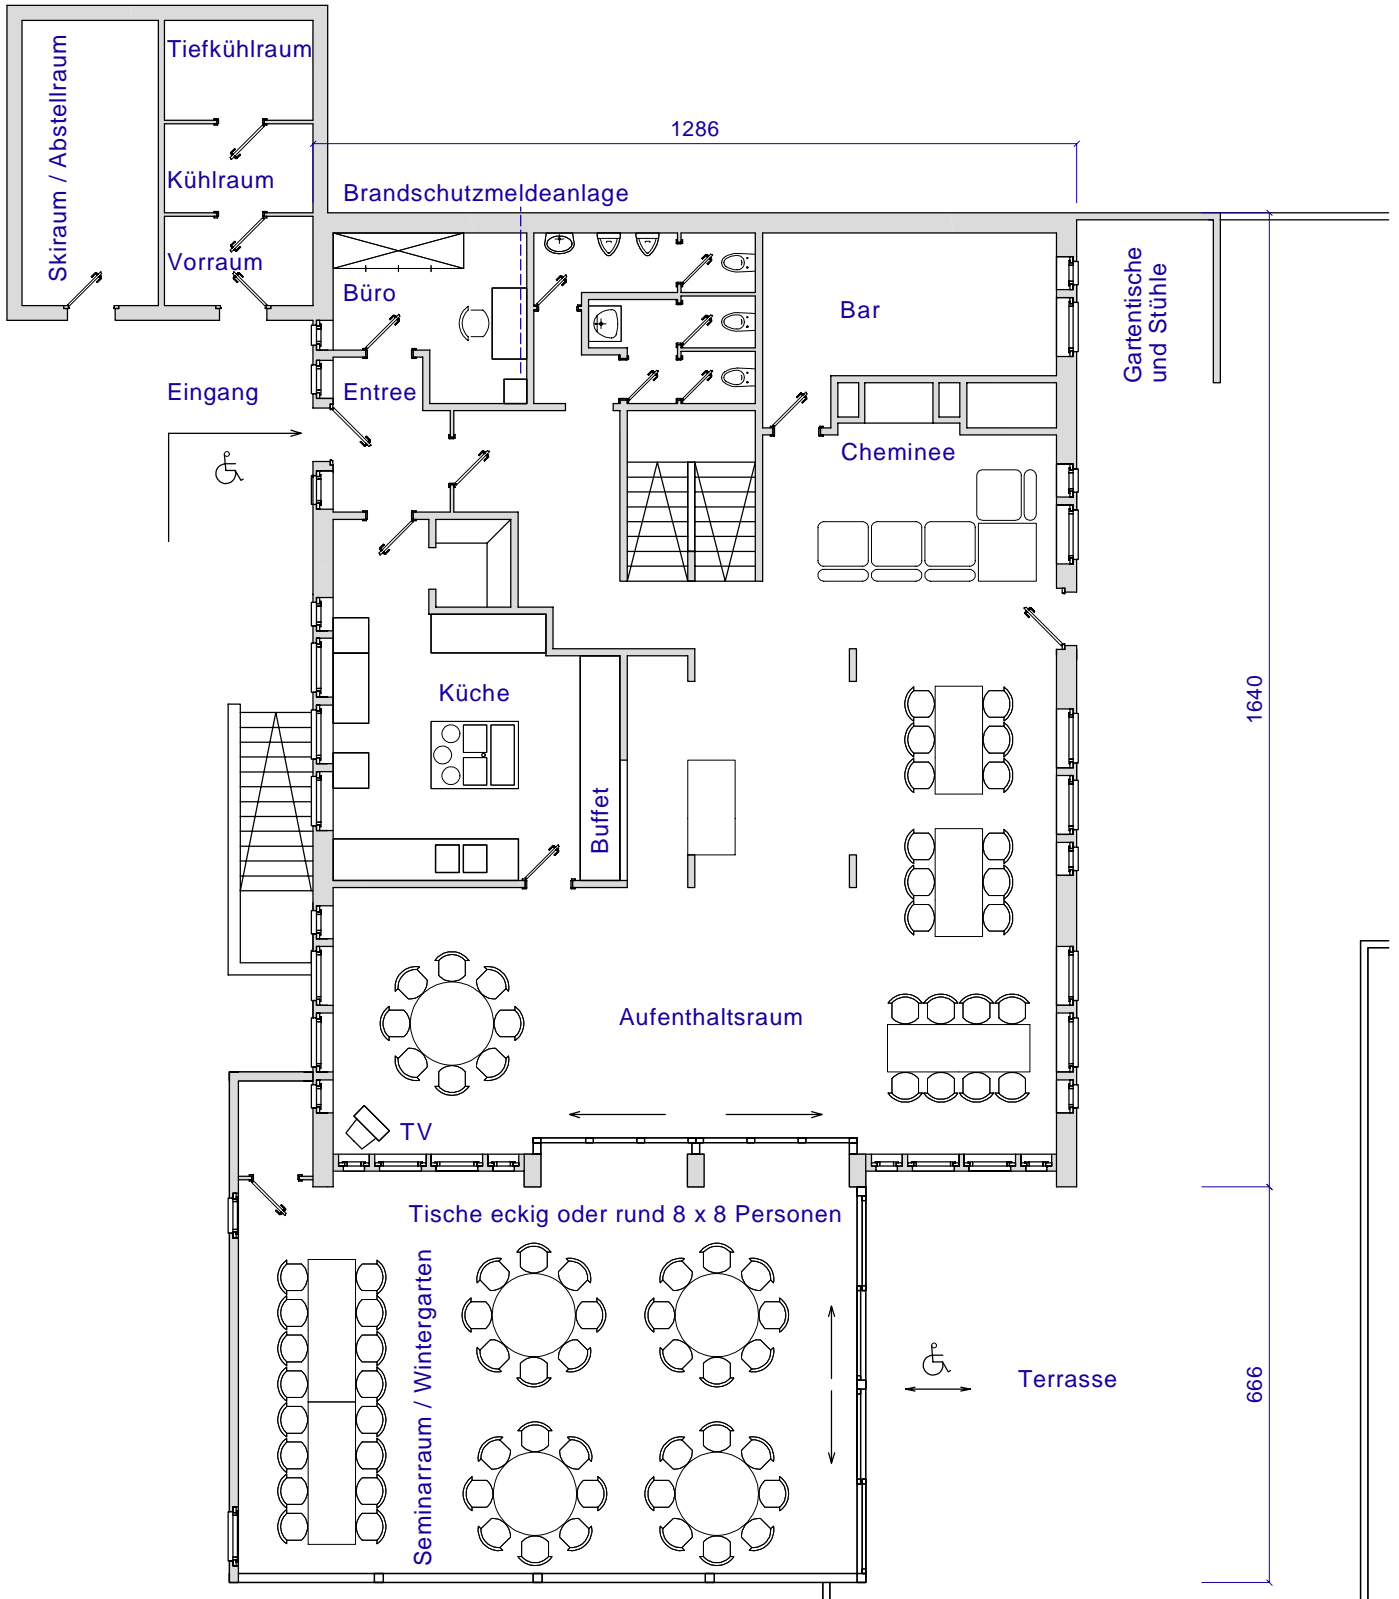 Skiraum / Abstellraum
Tiefkühlraum
Kühlraum
Vorraum
1286
Brandschutzmeldeanlage
Büro
Bar
Gartentische
und Stühle
Eingang
Entree
Cheminee
Küche
1640
Buffet
Aufenthaltsraum
TV
Tische eckig oder rund 8 x 8 Personen
Seminarraum / Wintergarten
Terrasse
666